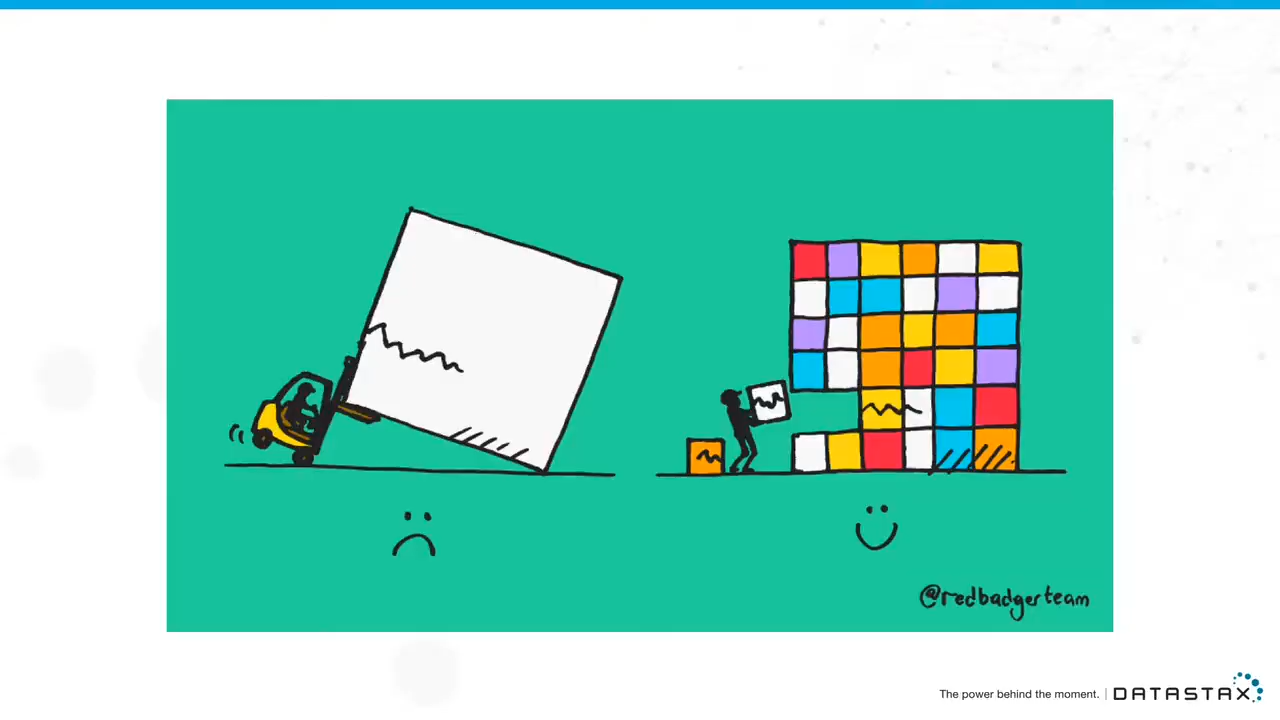 @redbadgerteam
The power behind the moment. | DATASTAX